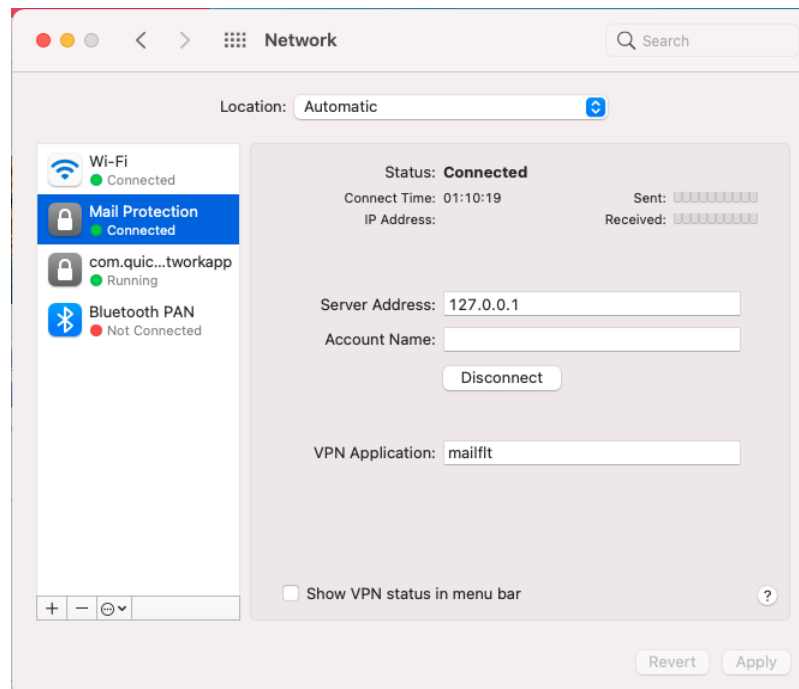 Network
Search
Location: Automatic
Wi-Fi
Connected
Mail Protection
Connected
com.quic...tworkapp
Running
Bluetooth PAN
Not Connected
Status: Connected
Connect Time: 01:10:19 Sent:
IP Address: Received:
Server Address: 127.0.0.1
Account Name:
Disconnect
VPN Application: mailflt
Show VPN status in menu bar
?
Revert Apply